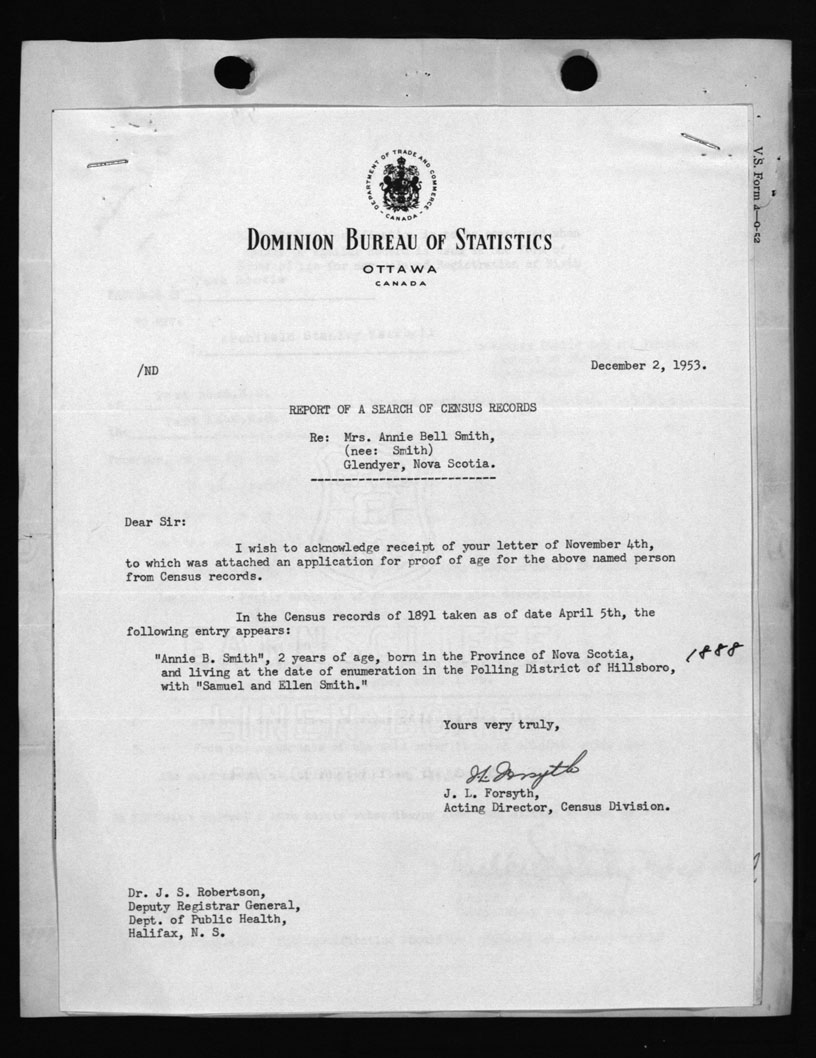 DEPARTMENT OF TRADE AND COMMERCE
- CANADA -
DOMINION BUREAU OF STATISTICS
OTTAWA
CANADA
V.S. Form
/ND
December 2, 1953.
REPORT OF A SEARCH OF CENSUS RECORDS
Re: Mrs. Annie Bell Smith,
(nee: Smith)
Glendyer, Nova Scotia.
Dear Sir:
I wish to acknowledge receipt of your letter of November 4th,
to which was attached an application for proof of age for the above named person
from Census records.
In the Census records of 1891 taken as of date April 5th, the
following entry appears:
"Annie B. Smith", 2 years of age, born in the Province of Nova Scotia,
and living at the date of enumeration in the Polling District of Hillsboro,
with "Samuel and Ellen Smith."
1888
Yours very truly,
J L Forsyth
J. L. Forsyth,
Acting Director, Census Division.
Dr. J. S. Robertson,
Deputy Registrar General,
Dept. of Public Health,
Halifax, N. S.